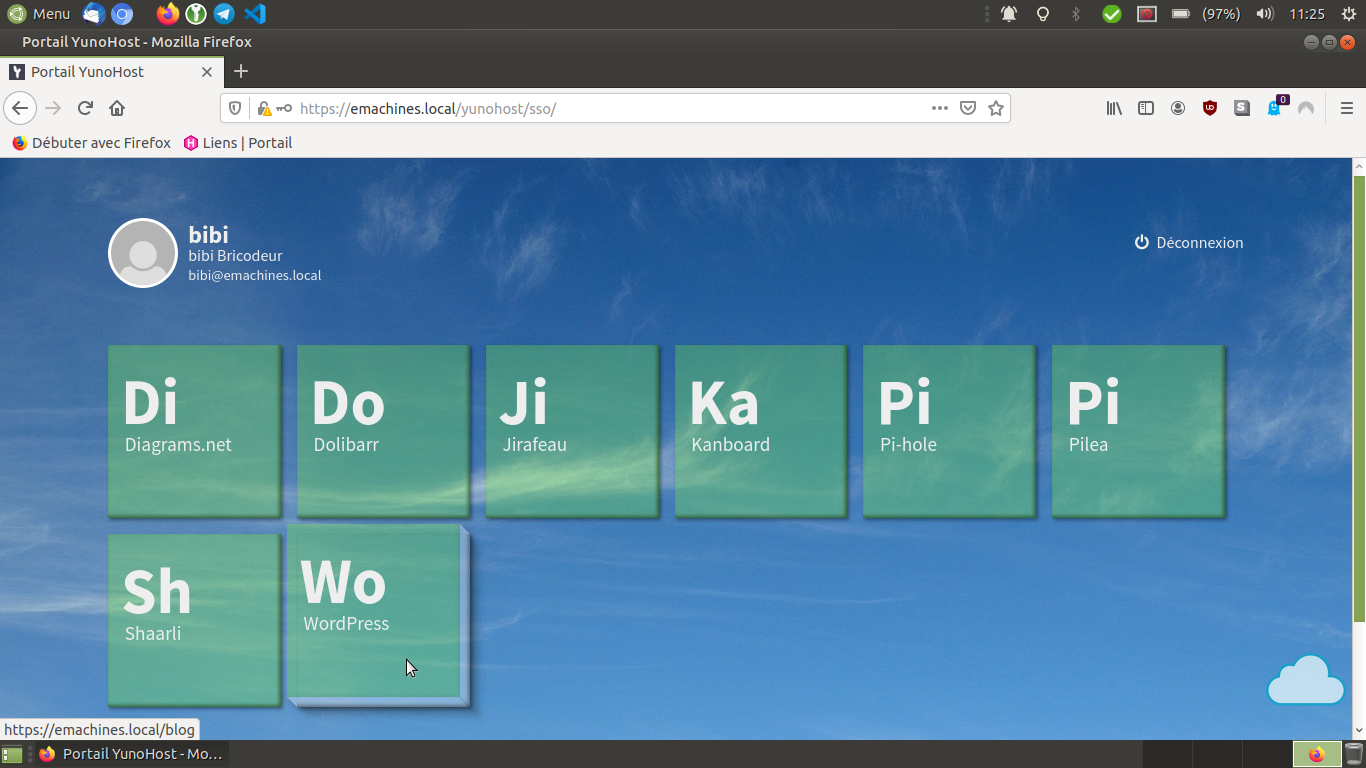 Menu (97%) 11:25
Portail YunoHost - Mozilla Firefox
Portail YunoHost
https://emachines.local/yunohost/sso/
0
Débuter avec Firefox Liens | Portail
bibi
bibi Bricodeur
bibi@emachines.local
Déconnexion
Di
Diagrams.net
Do
Dolibarr
Ji
Jirafeau
Ka
Kanboard
Pi
Pi-hole
Pi
Pilea
Sh
Shaarli
Wo
WordPress
https://emachines.local/blog
Portail YunoHost - Mo...